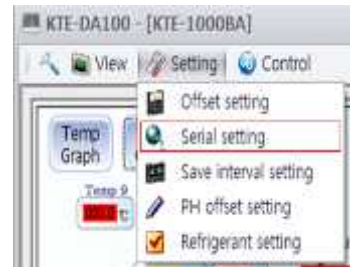 KTE-DA100 - [KTE-1000BA]
View Setting Control
Offset setting
Serial setting
Save interval setting
PH offset setting
Refrigerant setting
Temp
Graph
Temp 9